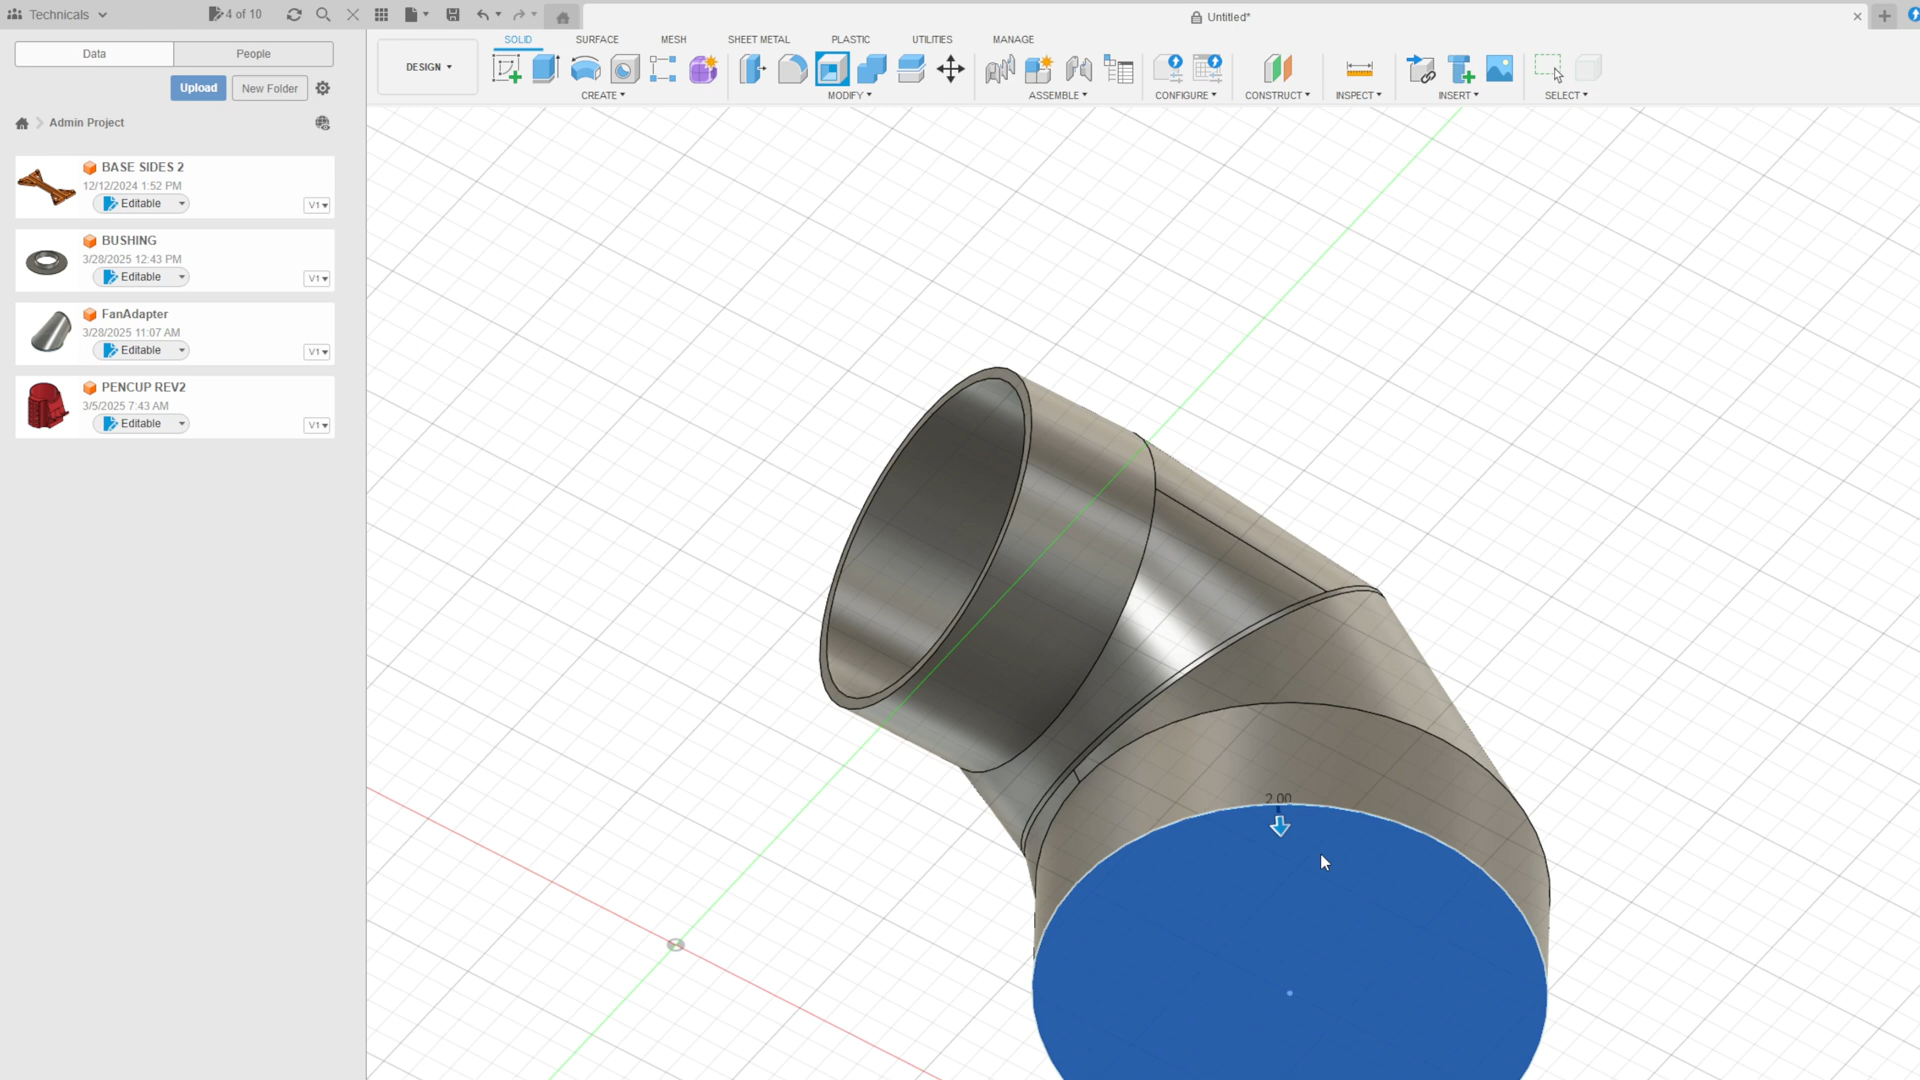 Technicals
4 of 10
Untitled*
Data
People
Upload
New Folder
Admin Project
BASE SIDES 2
12/12/2024 1:52 PM
Editable
V1
BUSHING
3/28/2025 12:43 PM
Editable
V1
FanAdapter
3/28/2025 11:07 AM
Editable
V1
PENCUP REV2
3/5/2025 7:43 AM
Editable
V1
DESIGN
SOLID
SURFACE
MESH
SHEET METAL
PLASTIC
UTILITIES
MANAGE
CREATE
MODIFY
ASSEMBLE
CONFIGURE
CONSTRUCT
INSPECT
INSERT
SELECT
2.00